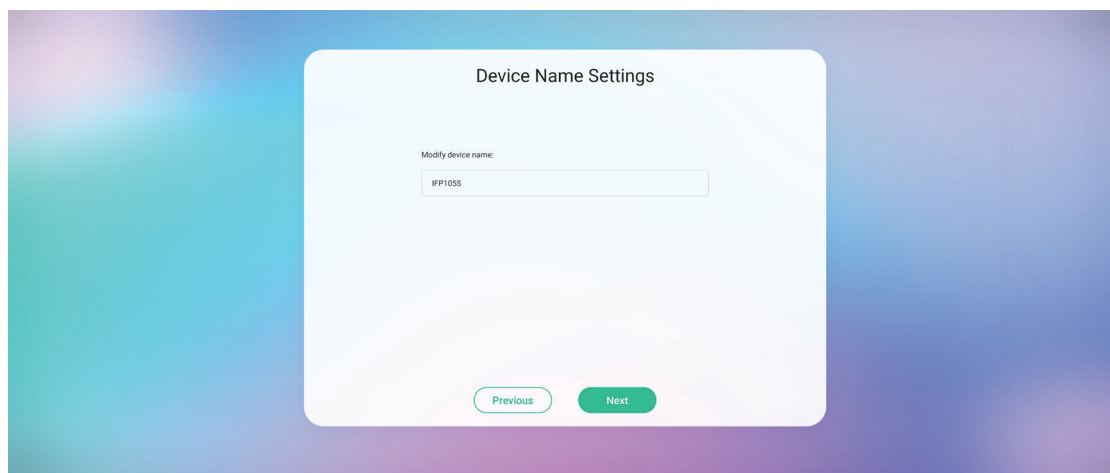 Device Name Settings
Modify device name:
IFP105S
Previous
Next